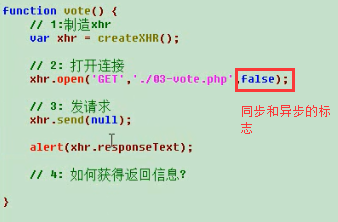 function vote() {
// 1:制造xhr
var xhr = createXHR();
// 2: 打开连接
xhr.open('GET','./03-vote.php',false);
同步和异步的标志
// 3: 发请求
xhr.send(null);
alert(xhr.responseText);
// 4: 如何获得返回信息?
}